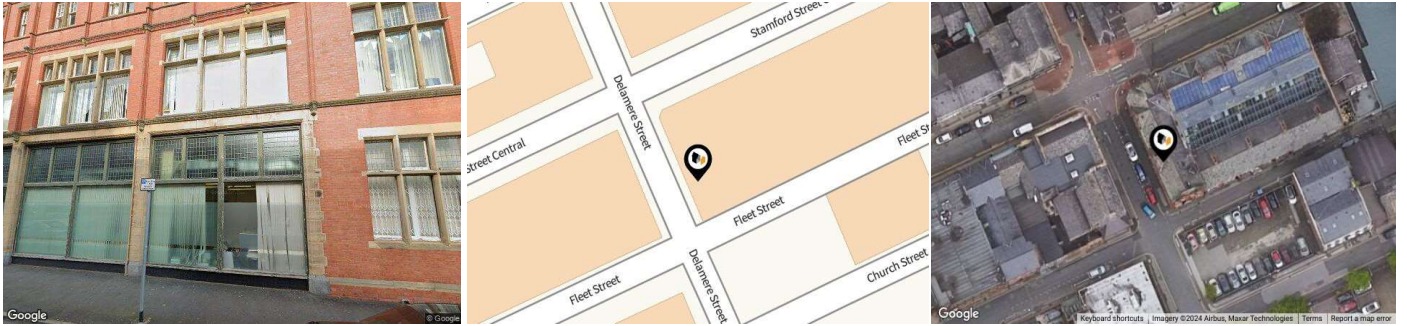 Google
© Google
Stamford Street C
Delamere Street
Street Central
Fleet St
Fleet Street
Church Street
Fleet Street
Delamere Street
Google
Keyboard shortcuts
Imagery ©2024 Airbus, Maxar Technologies
Terms
Report a map error